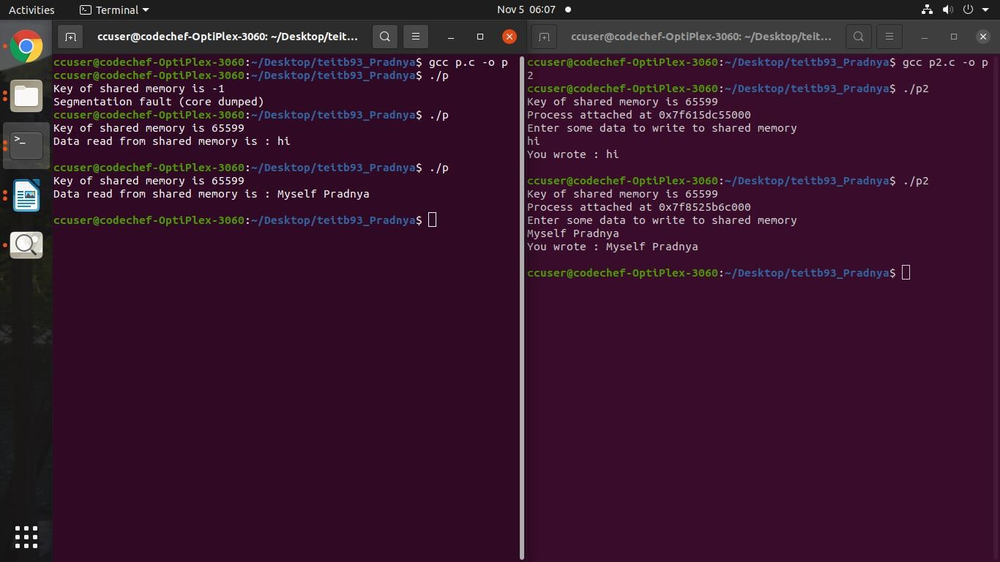 Activities
Terminal
Nov 5 06:07
ccuser@codechef-OptiPlex-3060: ~/Desktop/teit...
ccuser@codechef-OptiPlex-3060:~/Desktop/teitb93_Pradnya$ gcc p.c -o p
ccuser@codechef-OptiPlex-3060:~/Desktop/teitb93_Pradnya$ ./p
Key of shared memory is -1
Segmentation fault (core dumped)
ccuser@codechef-OptiPlex-3060:~/Desktop/teitb93_Pradnya$ ./p
Key of shared memory is 65599
Data read from shared memory is : hi
ccuser@codechef-OptiPlex-3060:~/Desktop/teitb93_Pradnya$ ./p
Key of shared memory is 65599
Data read from shared memory is : Myself Pradnya
ccuser@codechef-OptiPlex-3060:~/Desktop/teitb93_Pradnya$
ccuser@codechef-OptiPlex-3060: ~/Desktop/teit...
ccuser@codechef-OptiPlex-3060:~/Desktop/teitb93_Pradnya$ gcc p2.c -o p
2
ccuser@codechef-OptiPlex-3060:~/Desktop/teitb93_Pradnya$ ./p2
Key of shared memory is 65599
Process attached at 0x7f615dc55000
Enter some data to write to shared memory
hi
You wrote : hi
ccuser@codechef-OptiPlex-3060:~/Desktop/teitb93_Pradnya$ ./p2
Key of shared memory is 65599
Process attached at 0x7f8525b6c000
Enter some data to write to shared memory
Myself Pradnya
You wrote : Myself Pradnya
ccuser@codechef-OptiPlex-3060:~/Desktop/teitb93_Pradnya$